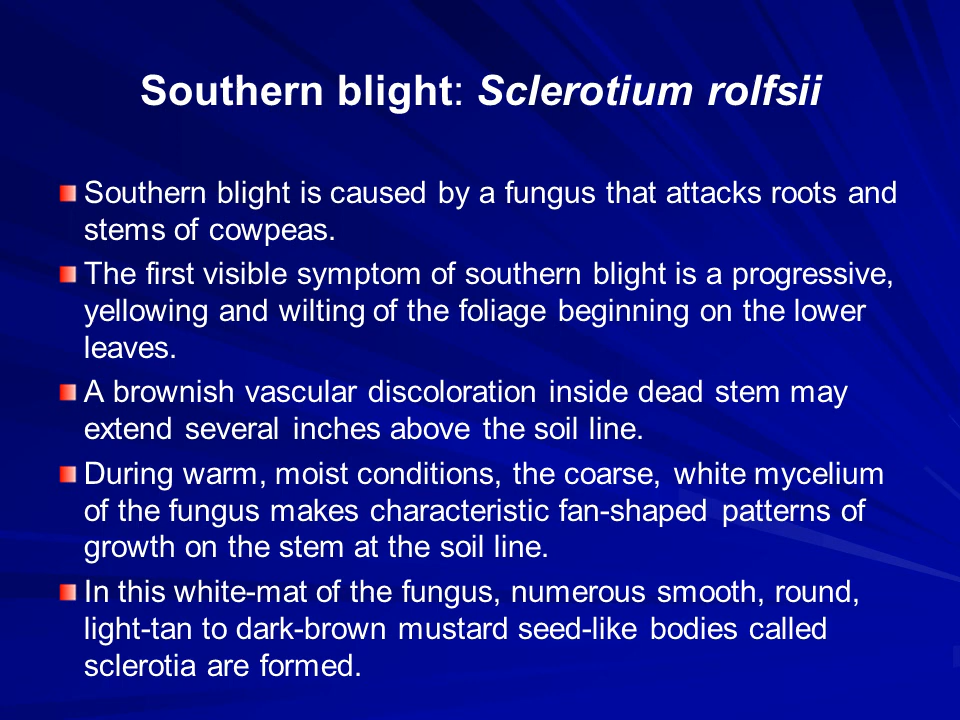 Southern blight: Sclerotium rolfsii
Southern blight is caused by a fungus that attacks roots and
stems of cowpeas.
The first visible symptom of southern blight is a progressive,
yellowing and wilting of the foliage beginning on the lower
leaves.
A brownish vascular discoloration inside dead stem may
extend several inches above the soil line.
During warm, moist conditions, the coarse, white mycelium
of the fungus makes characteristic fan-shaped patterns of
growth on the stem at the soil line.
In this white-mat of the fungus, numerous smooth, round,
light-tan to dark-brown mustard seed-like bodies called
sclerotia are formed.